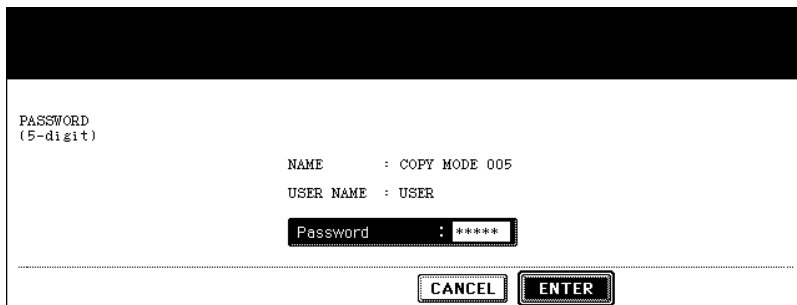 PASSWORD
(5-digit)
NAME : COPY MODE 005
USER NAME : USER
Password : *****
CANCEL ENTER